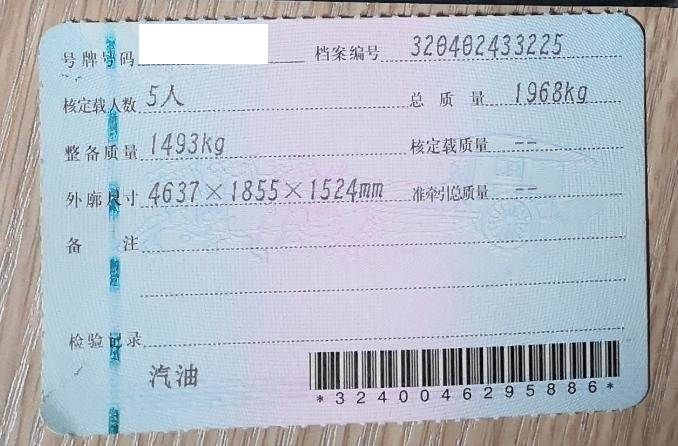 号牌号码 档案编号 320402433225
核定载人数 5人 总质量 1968kg
整备质量 1493kg 核定载质量 --
外廓尺寸 4637×1855×1524mm 准牵引总质量 --
备注
检验记录
汽油
*3240046295886*